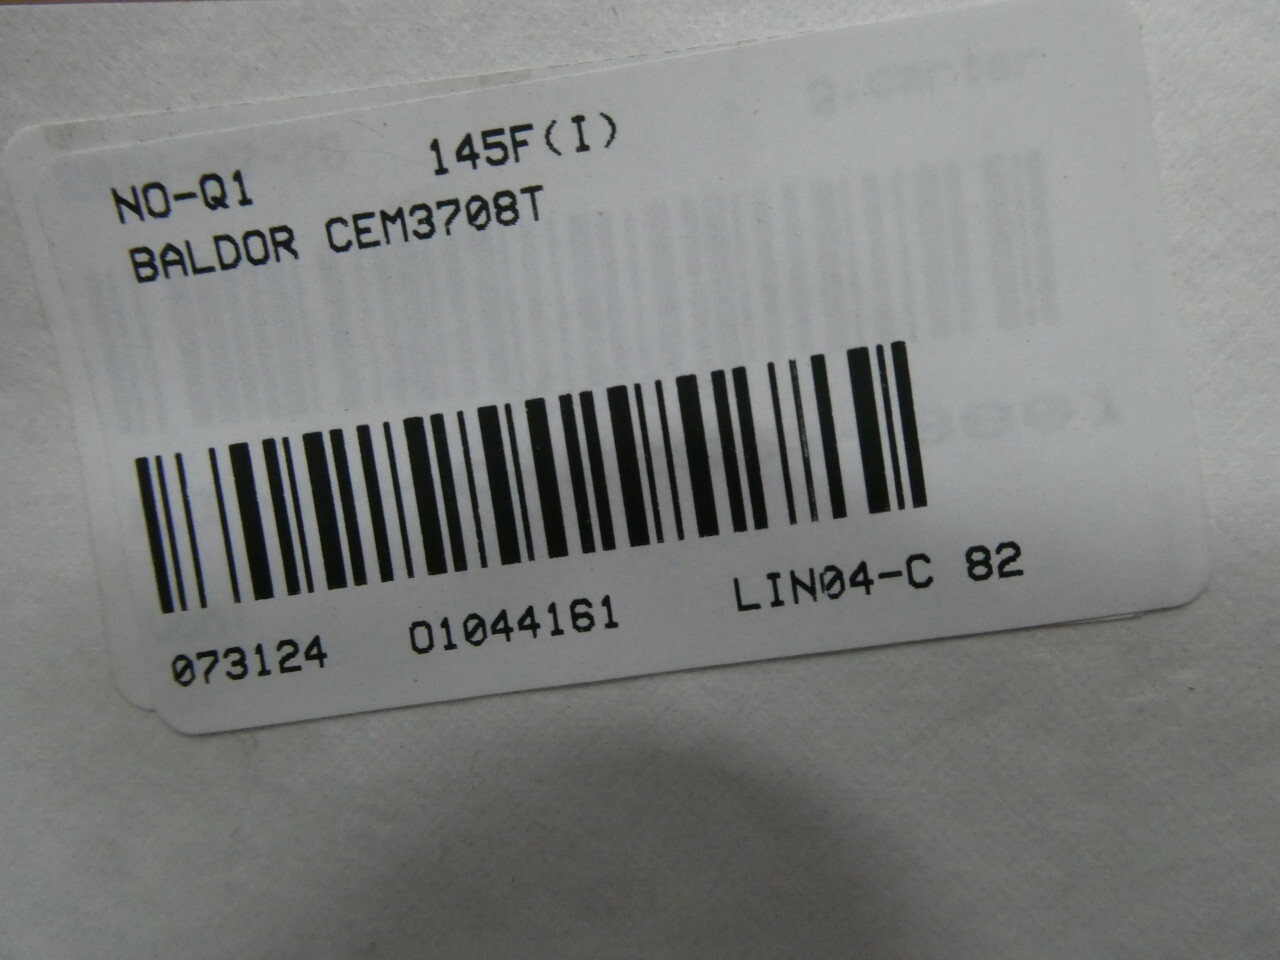 NO-Q1 145F(I)
BALDOR CEM3708T
073124 01044161 LIN04-C 82